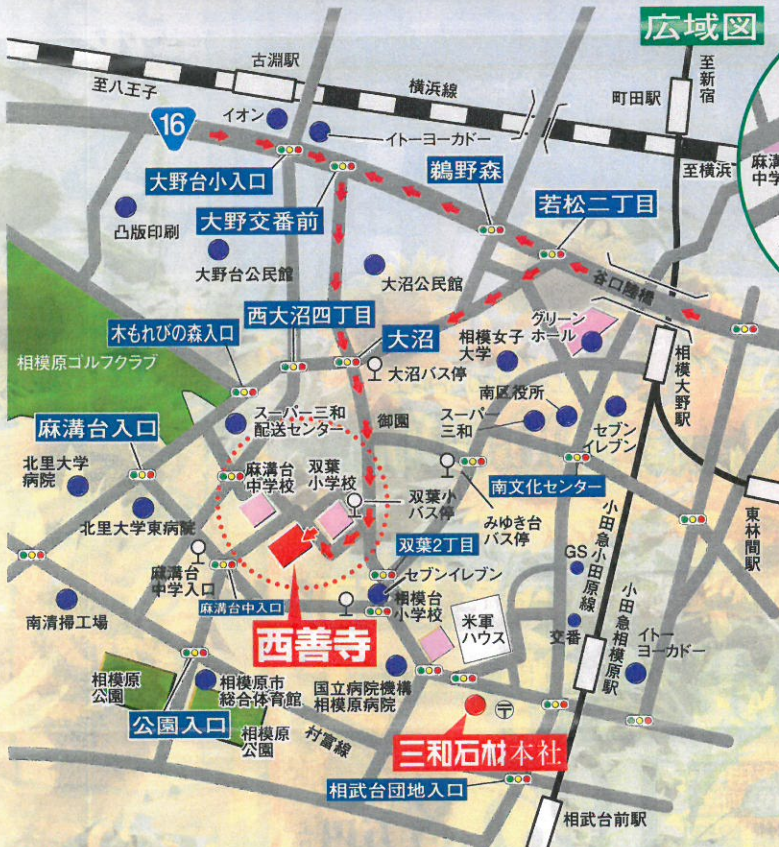 広域図
古淵駅
至八王子
横浜線
町田駅
至新宿
至横浜
16
イオン
イトーヨーカドー
麻溝
中学
大野台小入口
大野交番前
鵜野森
若松二丁目
凸版印刷
大野台公民館
大沼公民館
谷口陸橋
グリーン
ホール
木もれびの森入口
西大沼四丁目
大沼
相模女子
大学
相模原ゴルフクラブ
大沼バス停
南区役所
相模大野駅
スーパー三和
配送センター
御園
スーパー
三和
セブン
イレブン
麻溝台入口
北里大学
病院
麻溝台
中学校
双葉
小学校
南文化センター
双葉小
バス停
みゆき台
バス停
北里大学東病院
東林間駅
双葉2丁目
小田急小田原線
GS
麻溝台
中学入口
セブンイレブン
麻溝台中入口
相模台
小学校
米軍
ハウス
交番
小田急相模原駅
イトー
ヨーカドー
南清掃工場
西善寺
相模原
公園
相模原市
総合体育館
国立病院機構
相模原病院
公園入口
相模原
公園
村富線
〒
三和石材本社
相武台団地入口
相武台前駅